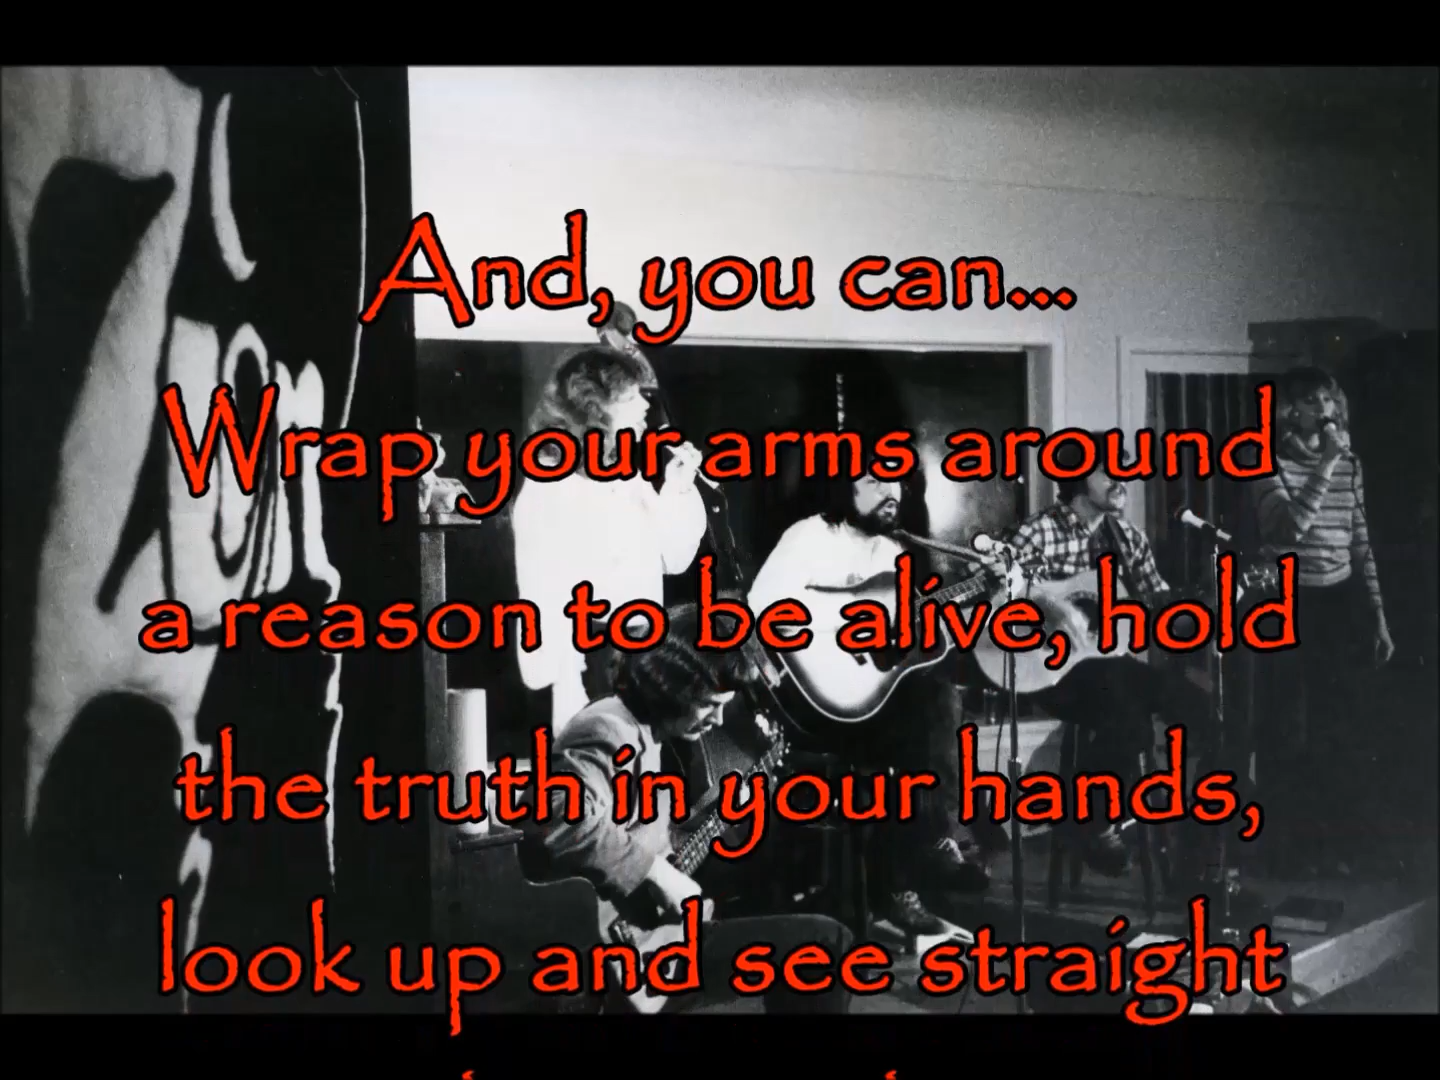 And, you can...
Wrap your arms around
a reason to be alive, hold
the truth in your hands,
look up and see straight